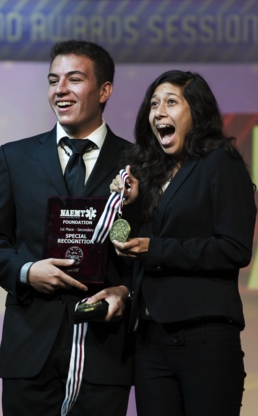 D AWARDS SESSION
NAEMT
FOUNDATION
1st Place - Secondary
SPECIAL
RECOGNITION